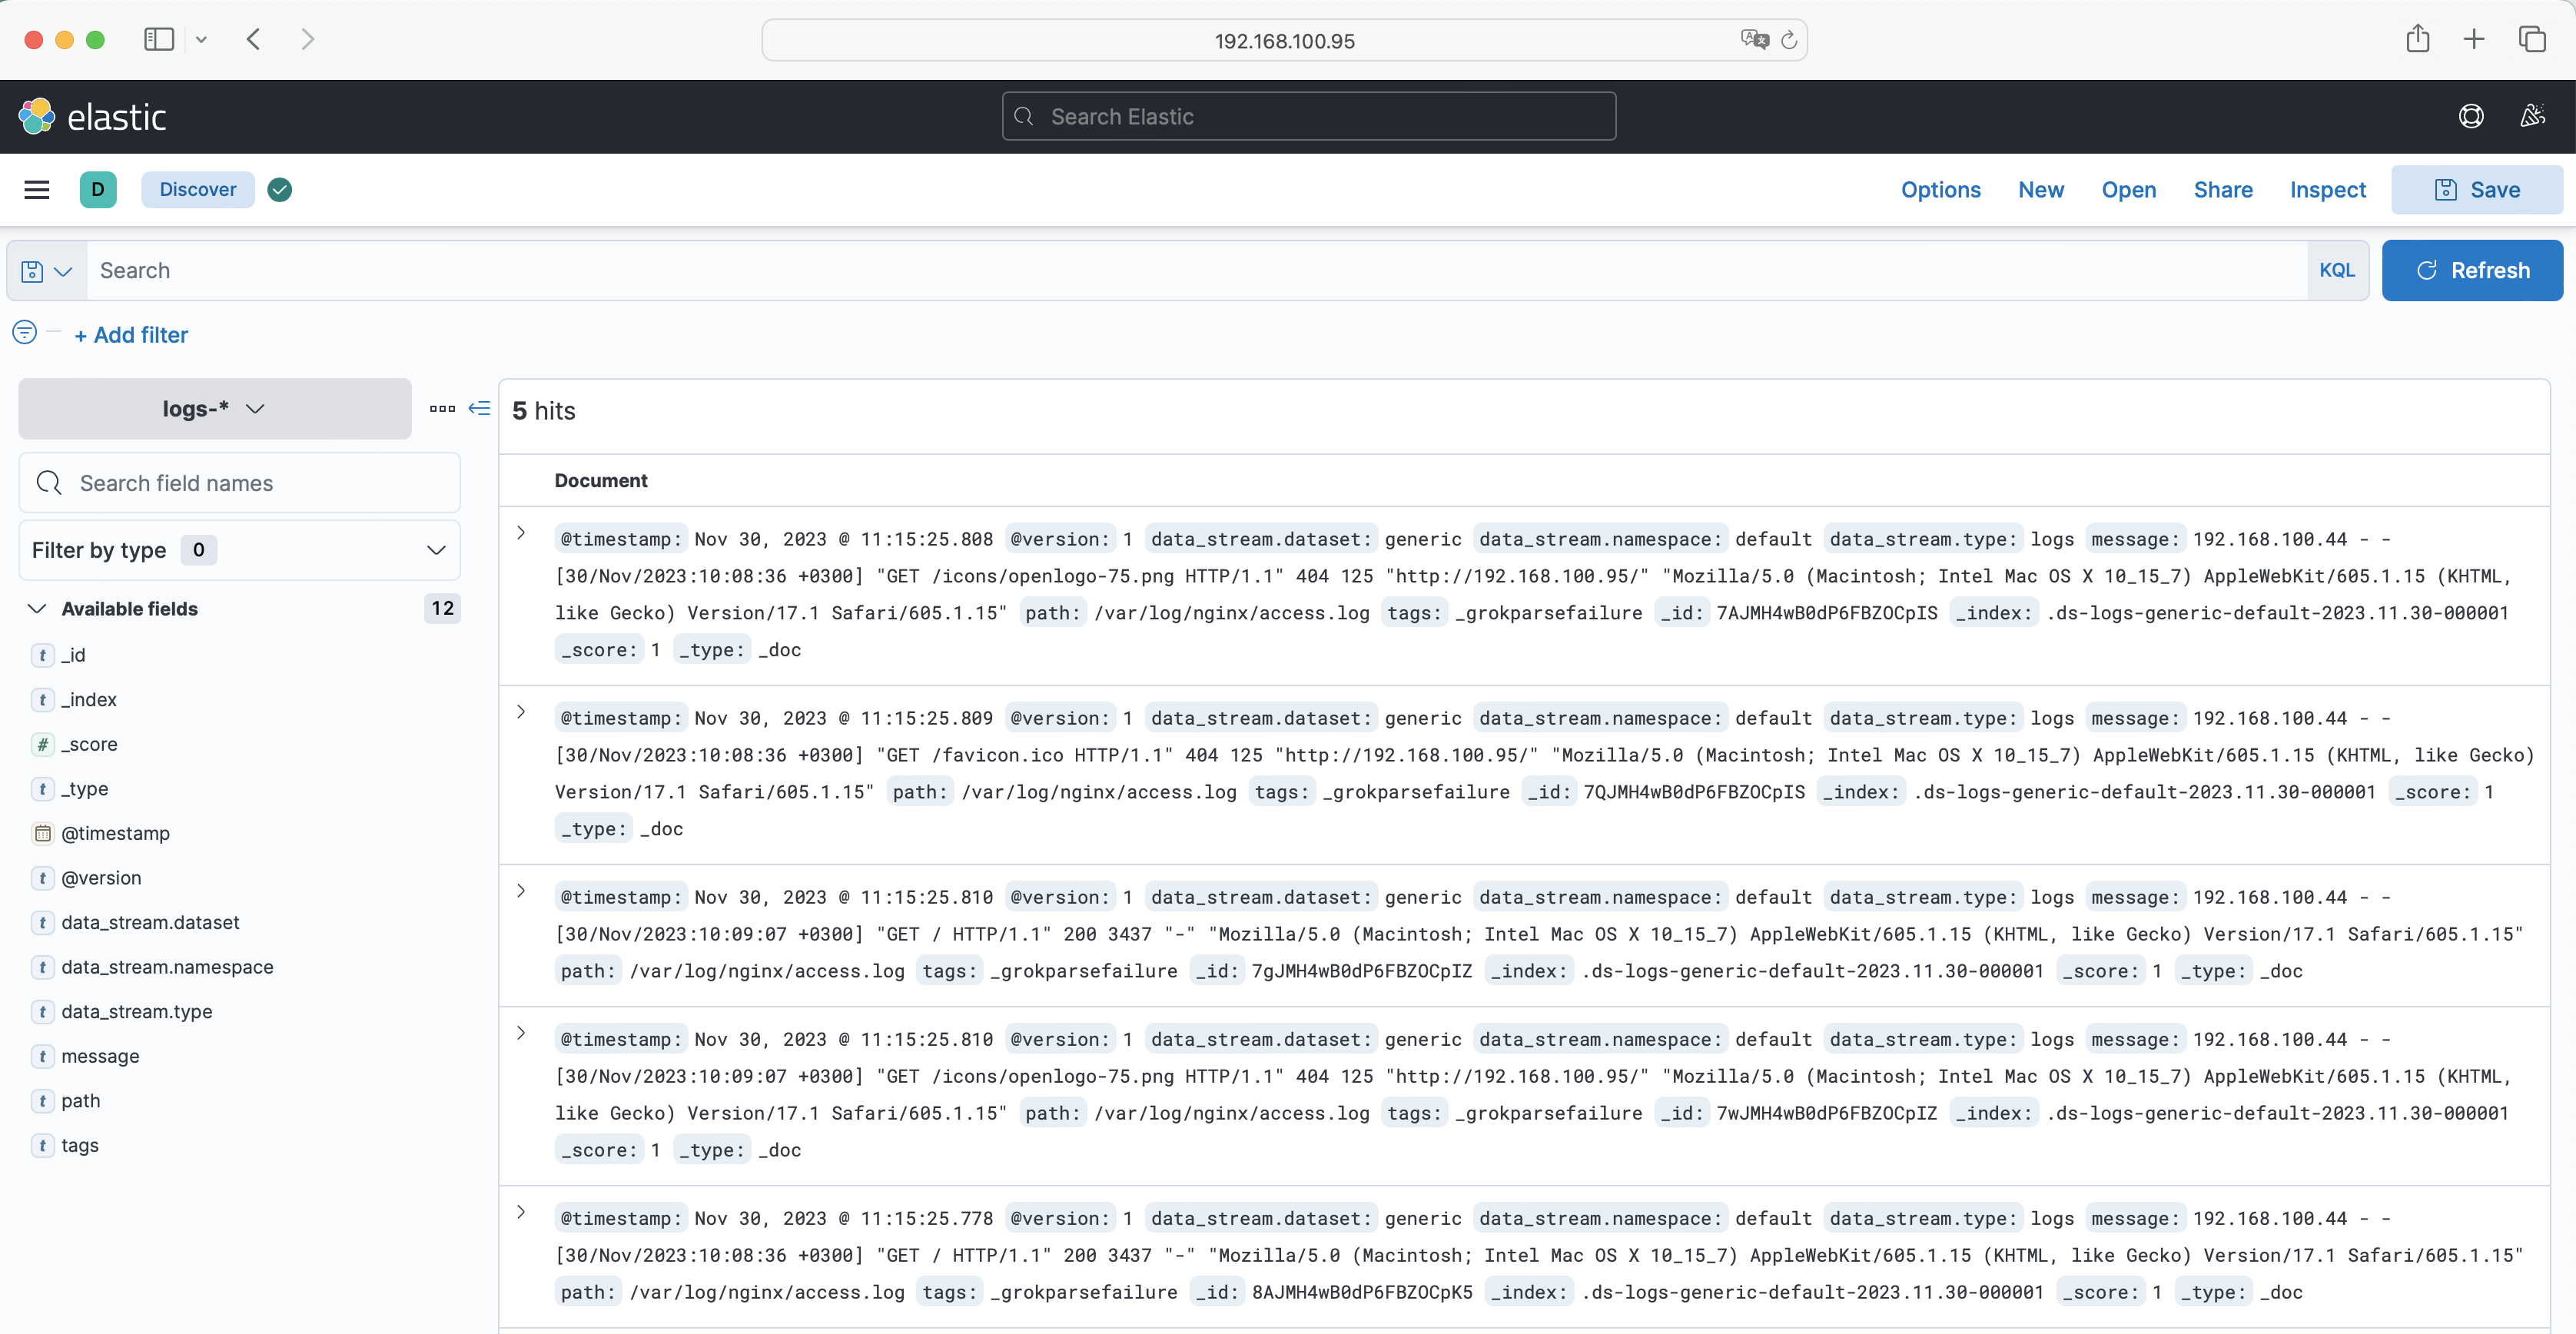 192.168.100.95
elastic
Search Elastic
D Discover Options New Open Share Inspect Save
Search KQL Refresh
+ Add filter
logs-*
5 hits
Search field names
Document
Filter by type 0
Available fields 12
_id
_index
_score
_type
@timestamp
@version
data_stream.dataset
data_stream.namespace
data_stream.type
message
path
tags
@timestamp: Nov 30, 2023 @ 11:15:25.808 @version: 1 data_stream.dataset: generic data_stream.namespace: default data_stream.type: logs message: 192.168.100.44 - -
[30/Nov/2023:10:08:36 +0300] "GET /icons/openlogo-75.png HTTP/1.1" 404 125 "http://192.168.100.95/" "Mozilla/5.0 (Macintosh; Intel Mac OS X 10_15_7) AppleWebKit/605.1.15 (KHTML,
like Gecko) Version/17.1 Safari/605.1.15" path: /var/log/nginx/access.log tags: _grokparsefailure _id: 7AJMH4wB0dP6FBZOCpIS _index: .ds-logs-generic-default-2023.11.30-000001
_score: 1 _type: _doc
@timestamp: Nov 30, 2023 @ 11:15:25.809 @version: 1 data_stream.dataset: generic data_stream.namespace: default data_stream.type: logs message: 192.168.100.44 - -
[30/Nov/2023:10:08:36 +0300] "GET /favicon.ico HTTP/1.1" 404 125 "http://192.168.100.95/" "Mozilla/5.0 (Macintosh; Intel Mac OS X 10_15_7) AppleWebKit/605.1.15 (KHTML, like Gecko)
Version/17.1 Safari/605.1.15" path: /var/log/nginx/access.log tags: _grokparsefailure _id: 7QJMH4wB0dP6FBZOCpIS _index: .ds-logs-generic-default-2023.11.30-000001 _score: 1
_type: _doc
@timestamp: Nov 30, 2023 @ 11:15:25.810 @version: 1 data_stream.dataset: generic data_stream.namespace: default data_stream.type: logs message: 192.168.100.44 - -
[30/Nov/2023:10:09:07 +0300] "GET / HTTP/1.1" 200 3437 "-" "Mozilla/5.0 (Macintosh; Intel Mac OS X 10_15_7) AppleWebKit/605.1.15 (KHTML, like Gecko) Version/17.1 Safari/605.1.15"
path: /var/log/nginx/access.log tags: _grokparsefailure _id: 7gJMH4wB0dP6FBZOCpIZ _index: .ds-logs-generic-default-2023.11.30-000001 _score: 1 _type: _doc
@timestamp: Nov 30, 2023 @ 11:15:25.810 @version: 1 data_stream.dataset: generic data_stream.namespace: default data_stream.type: logs message: 192.168.100.44 - -
[30/Nov/2023:10:09:07 +0300] "GET /icons/openlogo-75.png HTTP/1.1" 404 125 "http://192.168.100.95/" "Mozilla/5.0 (Macintosh; Intel Mac OS X 10_15_7) AppleWebKit/605.1.15 (KHTML,
like Gecko) Version/17.1 Safari/605.1.15" path: /var/log/nginx/access.log tags: _grokparsefailure _id: 7wJMH4wB0dP6FBZOCpIZ _index: .ds-logs-generic-default-2023.11.30-000001
_score: 1 _type: _doc
@timestamp: Nov 30, 2023 @ 11:15:25.778 @version: 1 data_stream.dataset: generic data_stream.namespace: default data_stream.type: logs message: 192.168.100.44 - -
[30/Nov/2023:10:08:36 +0300] "GET / HTTP/1.1" 200 3437 "-" "Mozilla/5.0 (Macintosh; Intel Mac OS X 10_15_7) AppleWebKit/605.1.15 (KHTML, like Gecko) Version/17.1 Safari/605.1.15"
path: /var/log/nginx/access.log tags: _grokparsefailure _id: 8AJMH4wB0dP6FBZOCpK5 _index: .ds-logs-generic-default-2023.11.30-000001 _score: 1 _type: _doc